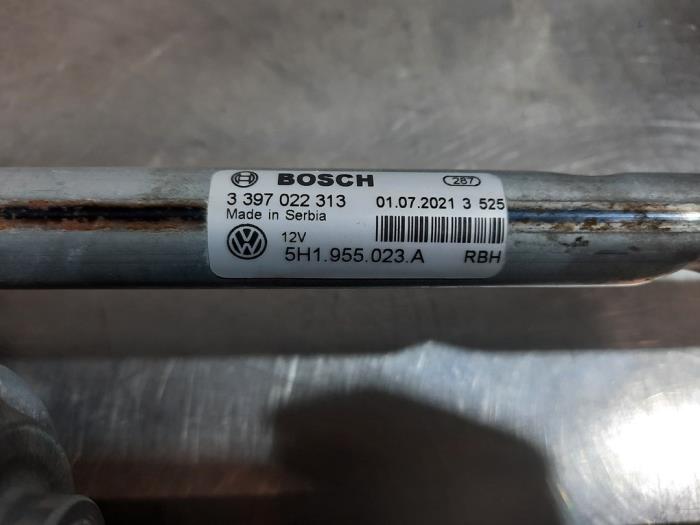 BOSCH 287
3 397 022 313 01.07.2021 3 525
Made in Serbia
12V
5H1.955.023.A RBH